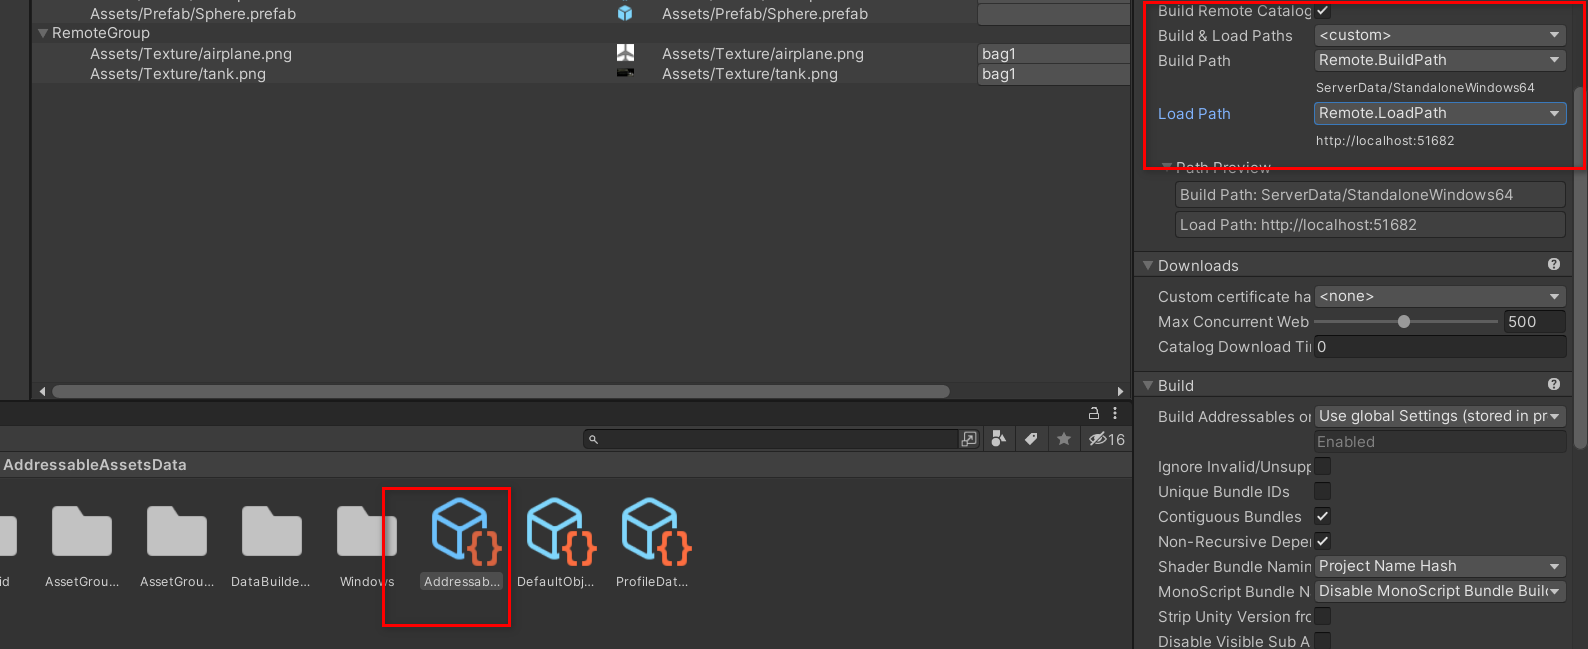 Assets/Prefab/Sphere.prefab Assets/Prefab/Sphere.prefab
RemoteGroup
Assets/Texture/airplane.png Assets/Texture/airplane.png bag1
Assets/Texture/tank.png Assets/Texture/tank.png bag1
16
AddressableAssetsData
id AssetGrou... AssetGrou... DataBuilde... Windows Addressab... DefaultObj... ProfileDat...
Build Remote Catalog
Build & Load Paths <custom>
Build Path Remote.BuildPath
ServerData/StandaloneWindows64
Load Path Remote.LoadPath
http://localhost:51682
Path Preview
Build Path: ServerData/StandaloneWindows64
Load Path: http://localhost:51682
Downloads
Custom certificate ha <none>
Max Concurrent Web 500
Catalog Download Ti 0
Build
Build Addressables on Use global Settings (stored in pr
Enabled
Ignore Invalid/Unsupp
Unique Bundle IDs
Contiguous Bundles
Non-Recursive Deper
Shader Bundle Namin Project Name Hash
MonoScript Bundle N Disable MonoScript Bundle Build
Strip Unity Version fro
Disable Visible Sub A